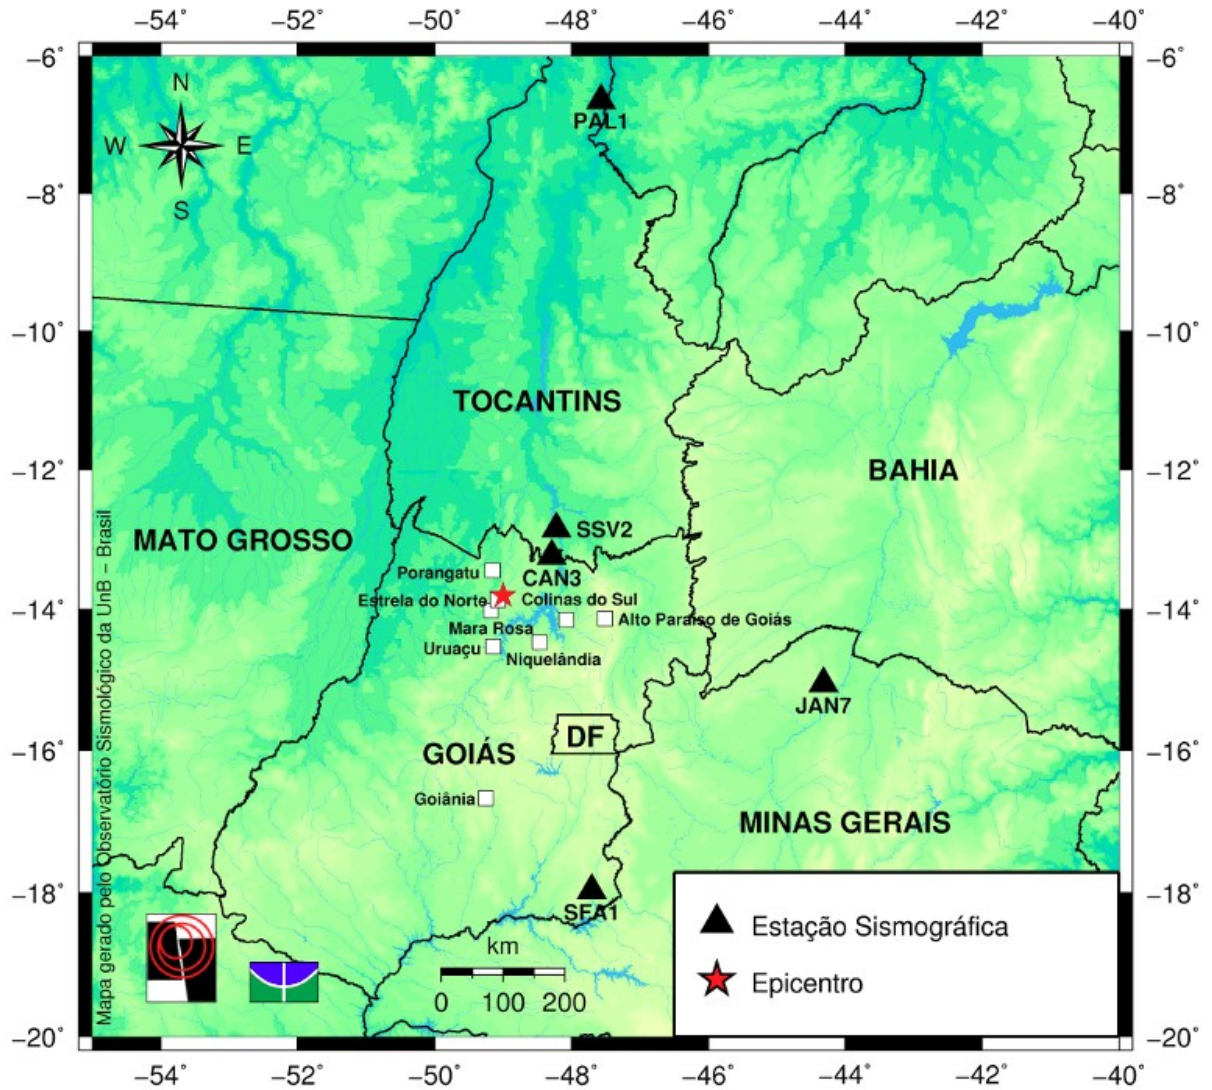 −54° −52° −50° −48° −46° −44° −42° −40°
−6° −6°
N
W E
S
PAL1
−8° −8°
−10° −10°
TOCANTINS
BAHIA
−12° −12°
MATO GROSSO
SSV2
CAN3
Porangatu
Estrela do Norte
Colinas do Sul
−14° −14°
Alto Paraíso de Goiás
Mara Rosa
Uruaçu
Niquelândia
JAN7
DF
GOIÁS
−16° −16°
Goiânia
MINAS GERAIS
−18° −18°
SFA1
km
0 100 200
Estação Sismográfica
Epicentro
−20° −20°
−54° −52° −50° −48° −46° −44° −42° −40°
Mapa gerado pelo Observatório Sismológico da UnB − Brasil